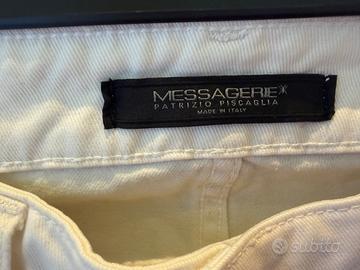 MESSAGERIE
PATRIZIO PISCAGLIA
MADE IN ITALY
subito